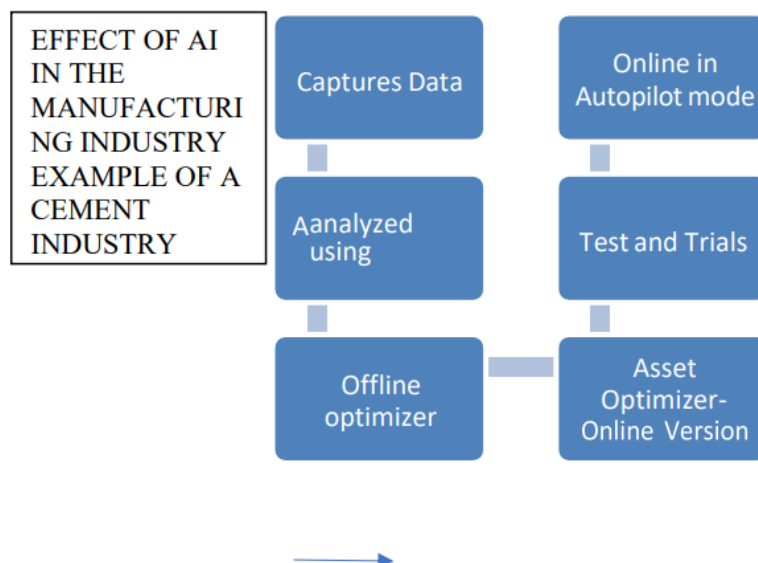 EFFECT OF AI
IN THE
MANUFACTURI
NG INDUSTRY
EXAMPLE OF A
CEMENT
INDUSTRY
Captures Data
Aanalyzed
using
Offline
optimizer
Asset
Optimizer-
Online Version
Test and Trials
Online in
Autopilot mode